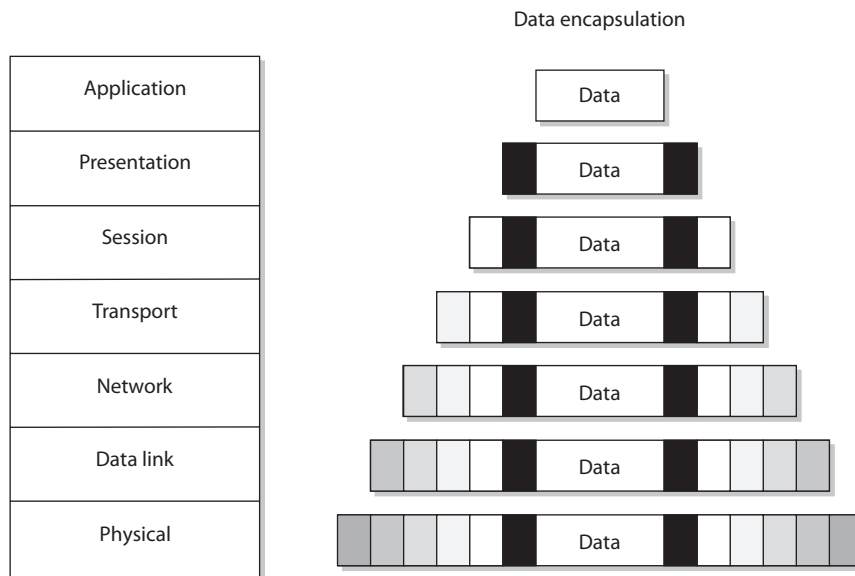 Data encapsulation
Application
Data
Presentation
Data
Session
Data
Transport
Data
Network
Data
Data link
Data
Physical
Data